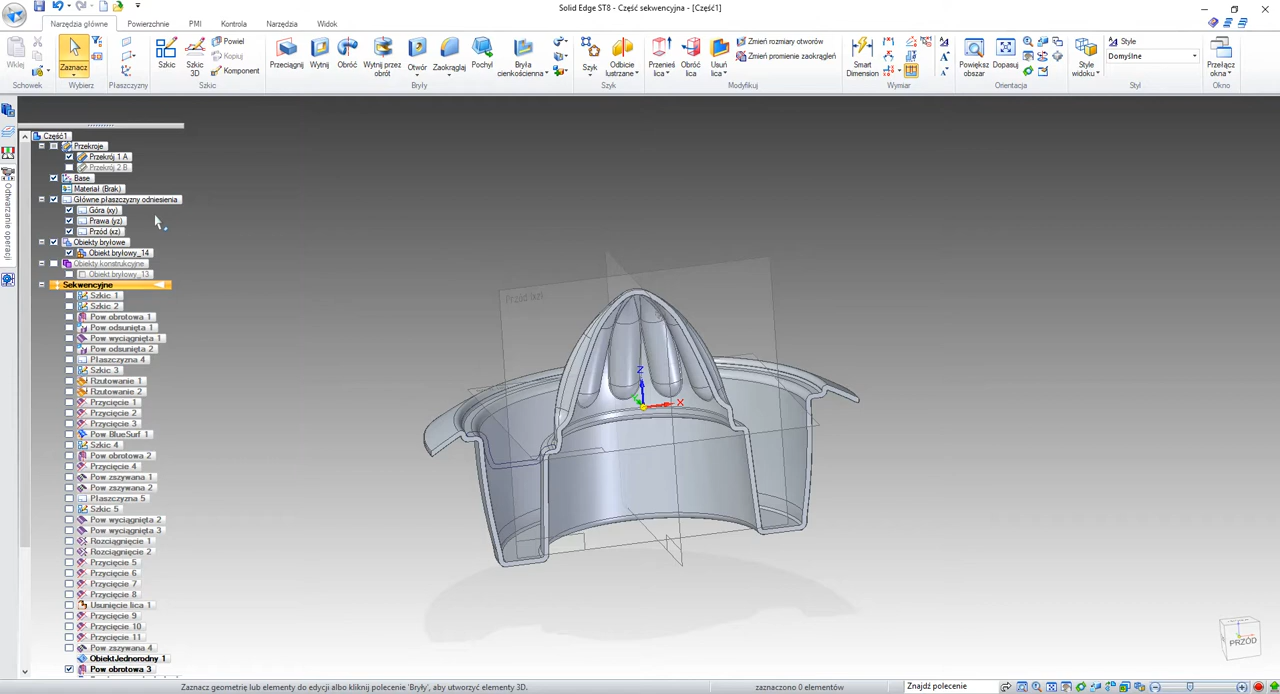 Solid Edge ST8 - Część sekwencyjna - [Część1]
Narzędzia główne Powierzchnie PMI Kontrola Narzędzia Widok
Wklej
Schowek
Zaznacz
Wybierz
Płaszczyzny
Szkic
Szkic 3D
Powiel
Konstrukcja
Komponent
Szkic
Przeciągnij
Wytnij
Obrót
Wytnij przez obrót
Otwór
Zaokrąglaj
Pochyl
Bryła cienkościenna
Bryły
Szyk
Odbicie lustrzane
Szyk
Przenieś lica
Obróć lica
Usuń lica
Zmień rozmiary otworów
Zmień promienie zaokrągleń
Modyfikuj
Smart Dimension
Wymiar
Powiększ obszar
Dopasuj
Orientacja
Style widoku
Style
Domyślne
Styl
Przełącz okna
Okno
Odtwarzanie operacji
Część1
Przekroje
Przekrój 1 A
Przekrój 2 B
Base
Materiał (Brak)
Główne płaszczyzny odniesienia
Góra (xy)
Prawa (yz)
Przód (xz)
Obiekty bryłowe
Obiekt bryłowy_14
Obiekty konstrukcyjne
Obiekt bryłowy_13
Sekwencyjne
Szkic 1
Szkic 2
Pow obrotowa 1
Pow odsunięta 1
Pow wyciągnięta 1
Pow odsunięta 2
Płaszczyzna 4
Szkic 3
Rzutowanie 1
Rzutowanie 2
Przycięcie 1
Przycięcie 2
Przycięcie 3
Pow BlueSurf 1
Szkic 4
Pow obrotowa 2
Przycięcie 4
Pow zszywana 1
Pow zszywana 2
Płaszczyzna 5
Szkic 5
Pow wyciągnięta 2
Pow wyciągnięta 3
Rozciągnięcie 1
Rozciągnięcie 2
Przycięcie 5
Przycięcie 6
Przycięcie 7
Przycięcie 8
Usunięcie lica 1
Przycięcie 9
Przycięcie 10
Przycięcie 11
Pow zszywana 4
ObiektJednorodny 1
Pow obrotowa 3
Przód (xz)
Z
X
PRZÓD
Zaznacz geometrię lub elementy do edycji albo kliknij polecenie 'Bryły', aby utworzyć elementy 3D.
zaznaczono 0 elementów
Znajdź polecenie